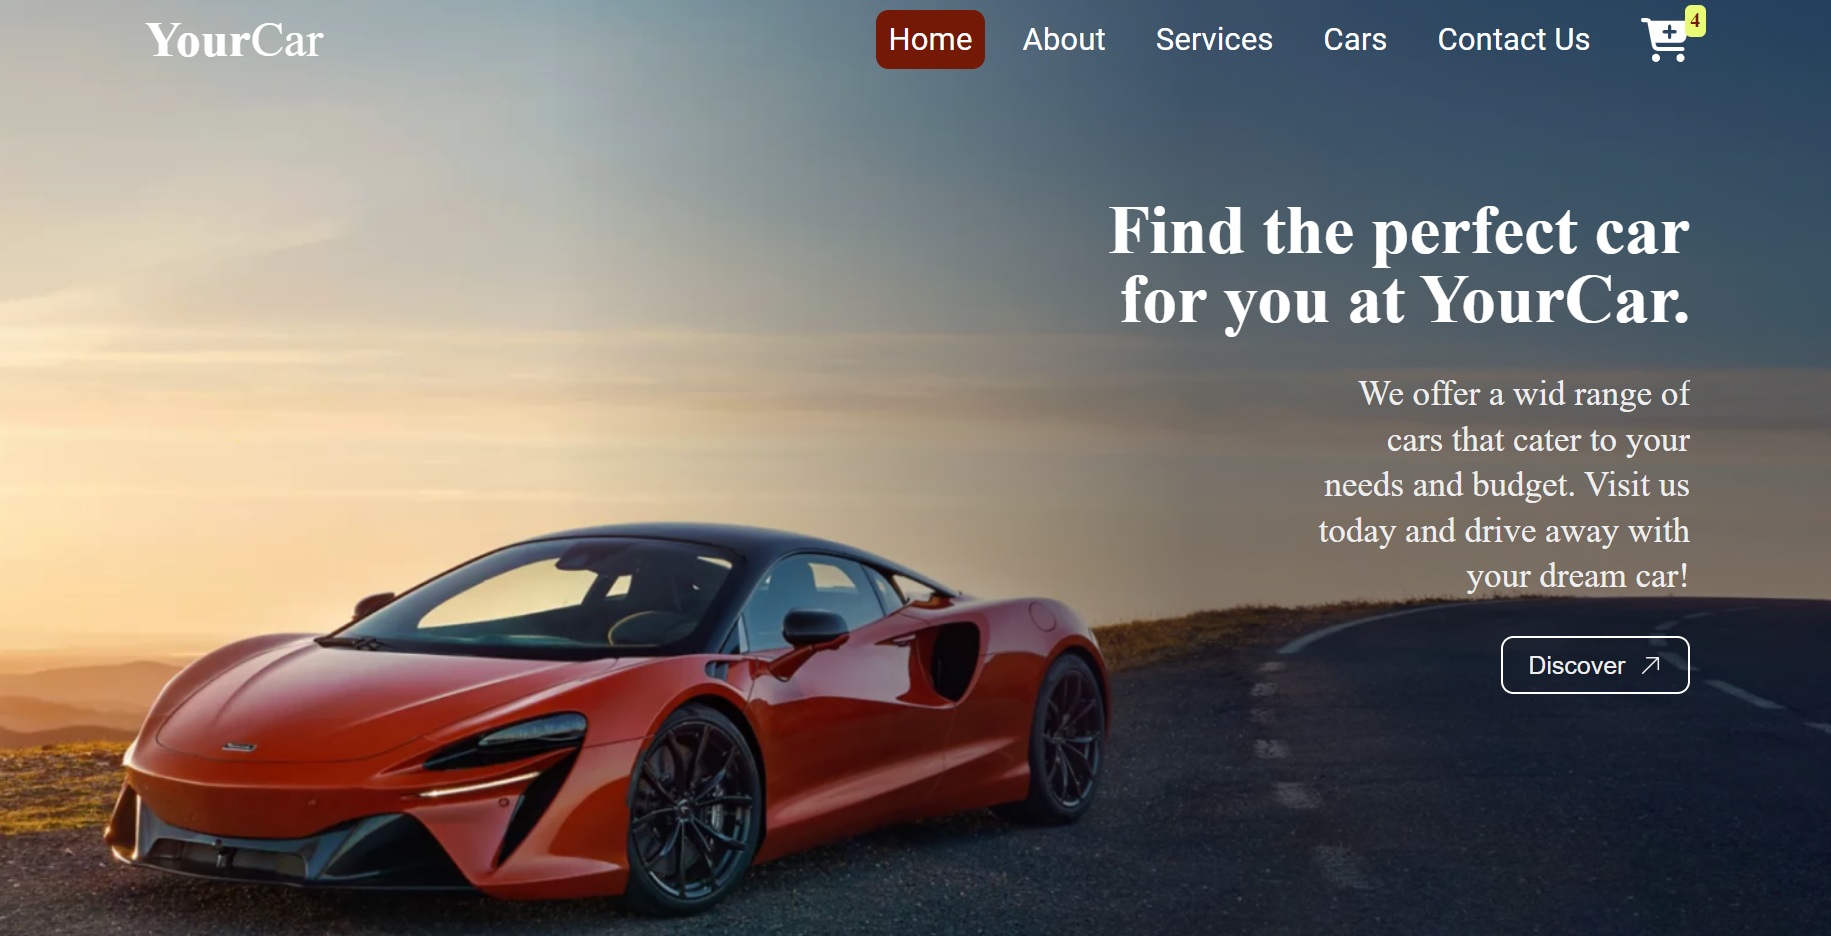 YourCar
Home About Services Cars Contact Us 4
Find the perfect car
for you at YourCar.
We offer a wid range of
cars that cater to your
needs and budget. Visit us
today and drive away with
your dream car!
Discover